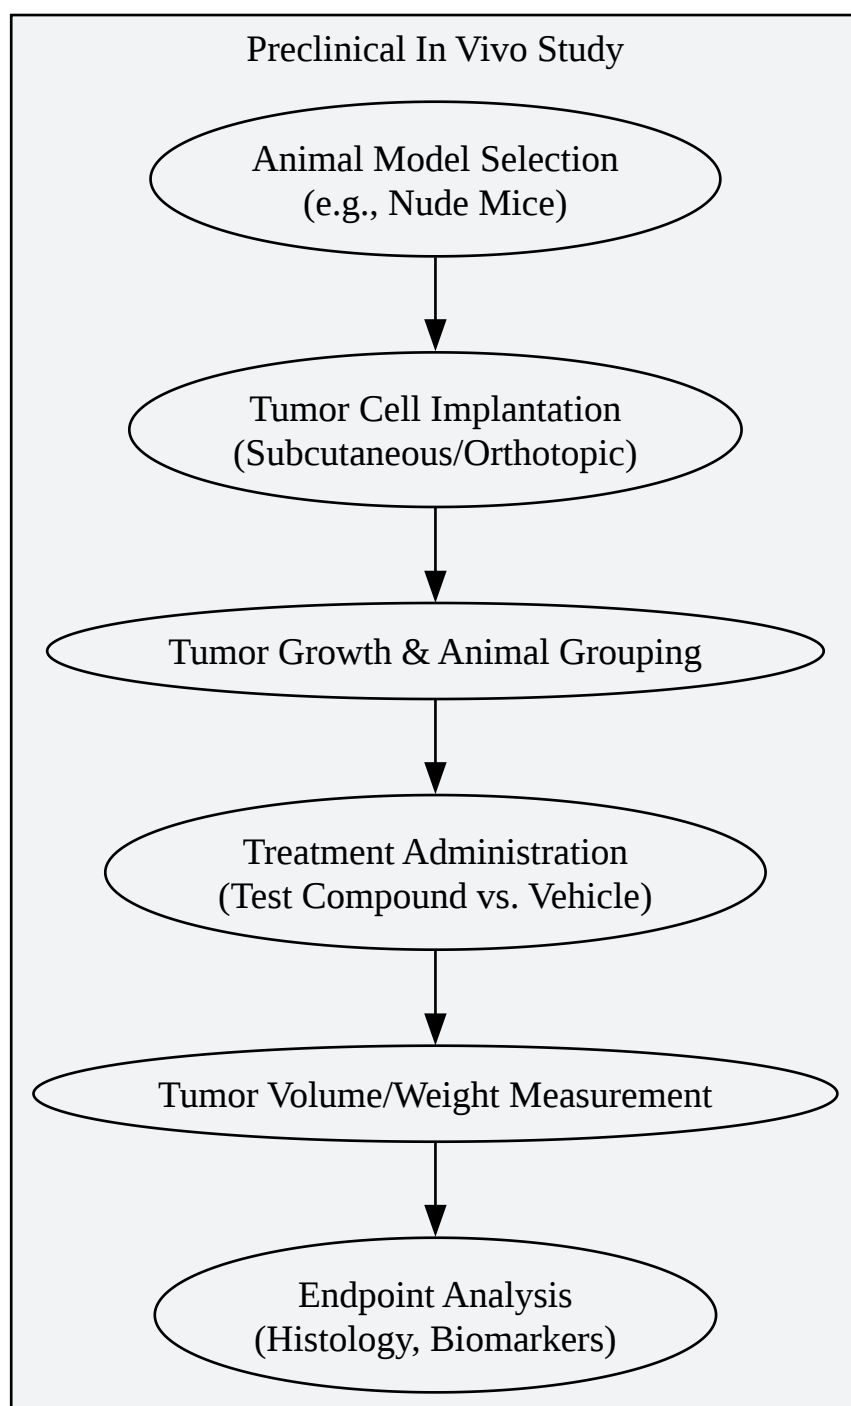 Preclinical In Vivo Study
Animal Model Selection
(e.g., Nude Mice)
Tumor Cell Implantation
(Subcutaneous/Orthotopic)
Tumor Growth & Animal Grouping
Treatment Administration
(Test Compound vs. Vehicle)
Tumor Volume/Weight Measurement
Endpoint Analysis
(Histology, Biomarkers)